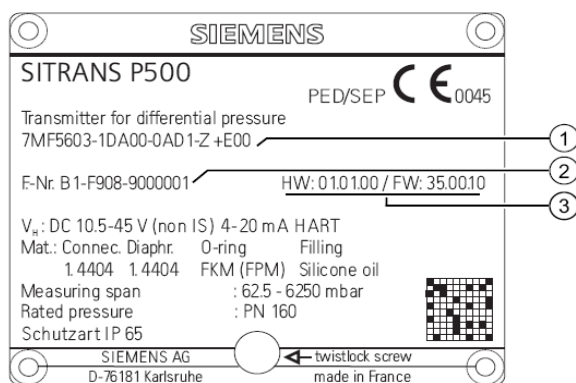 SIEMENS
SITRANS P500
PED/SEP CE 0045
Transmitter for differential pressure
7MF5603-1DA00-0AD1-Z +E00
1
F.-Nr. B1-F908-9000001
2
HW: 01.01.00 / FW: 35.00.10
3
V_H: DC 10.5-45 V (non IS) 4-20 mA HART
Mat.: Connec. Diaphr. O-ring Filling
1.4404 1.4404 FKM (FPM) Silicone oil
Measuring span : 62.5 - 6250 mbar
Rated pressure : PN 160
Schutzart IP 65
SIEMENS AG twistlock screw
D-76181 Karlsruhe made in France